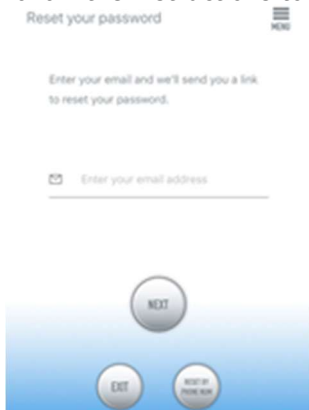 Reset your password
MENU
Enter your email and we'll send you a link
to reset your password.
Enter your email address
NEXT
EXIT
RESET BY
PHONE NUM